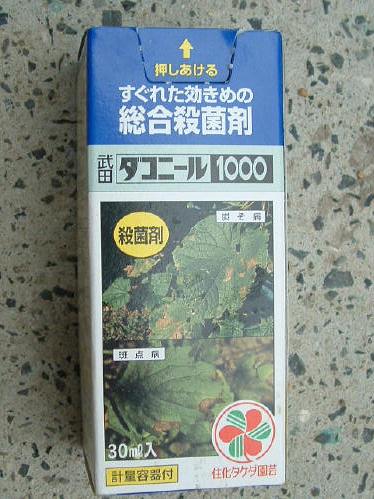 押しあける
すぐれた効きめの
総合殺菌剤
武田 ダコニール1000
殺菌剤
炭そ病
斑点病
30ml入
計量容器付
住化タケダ園芸